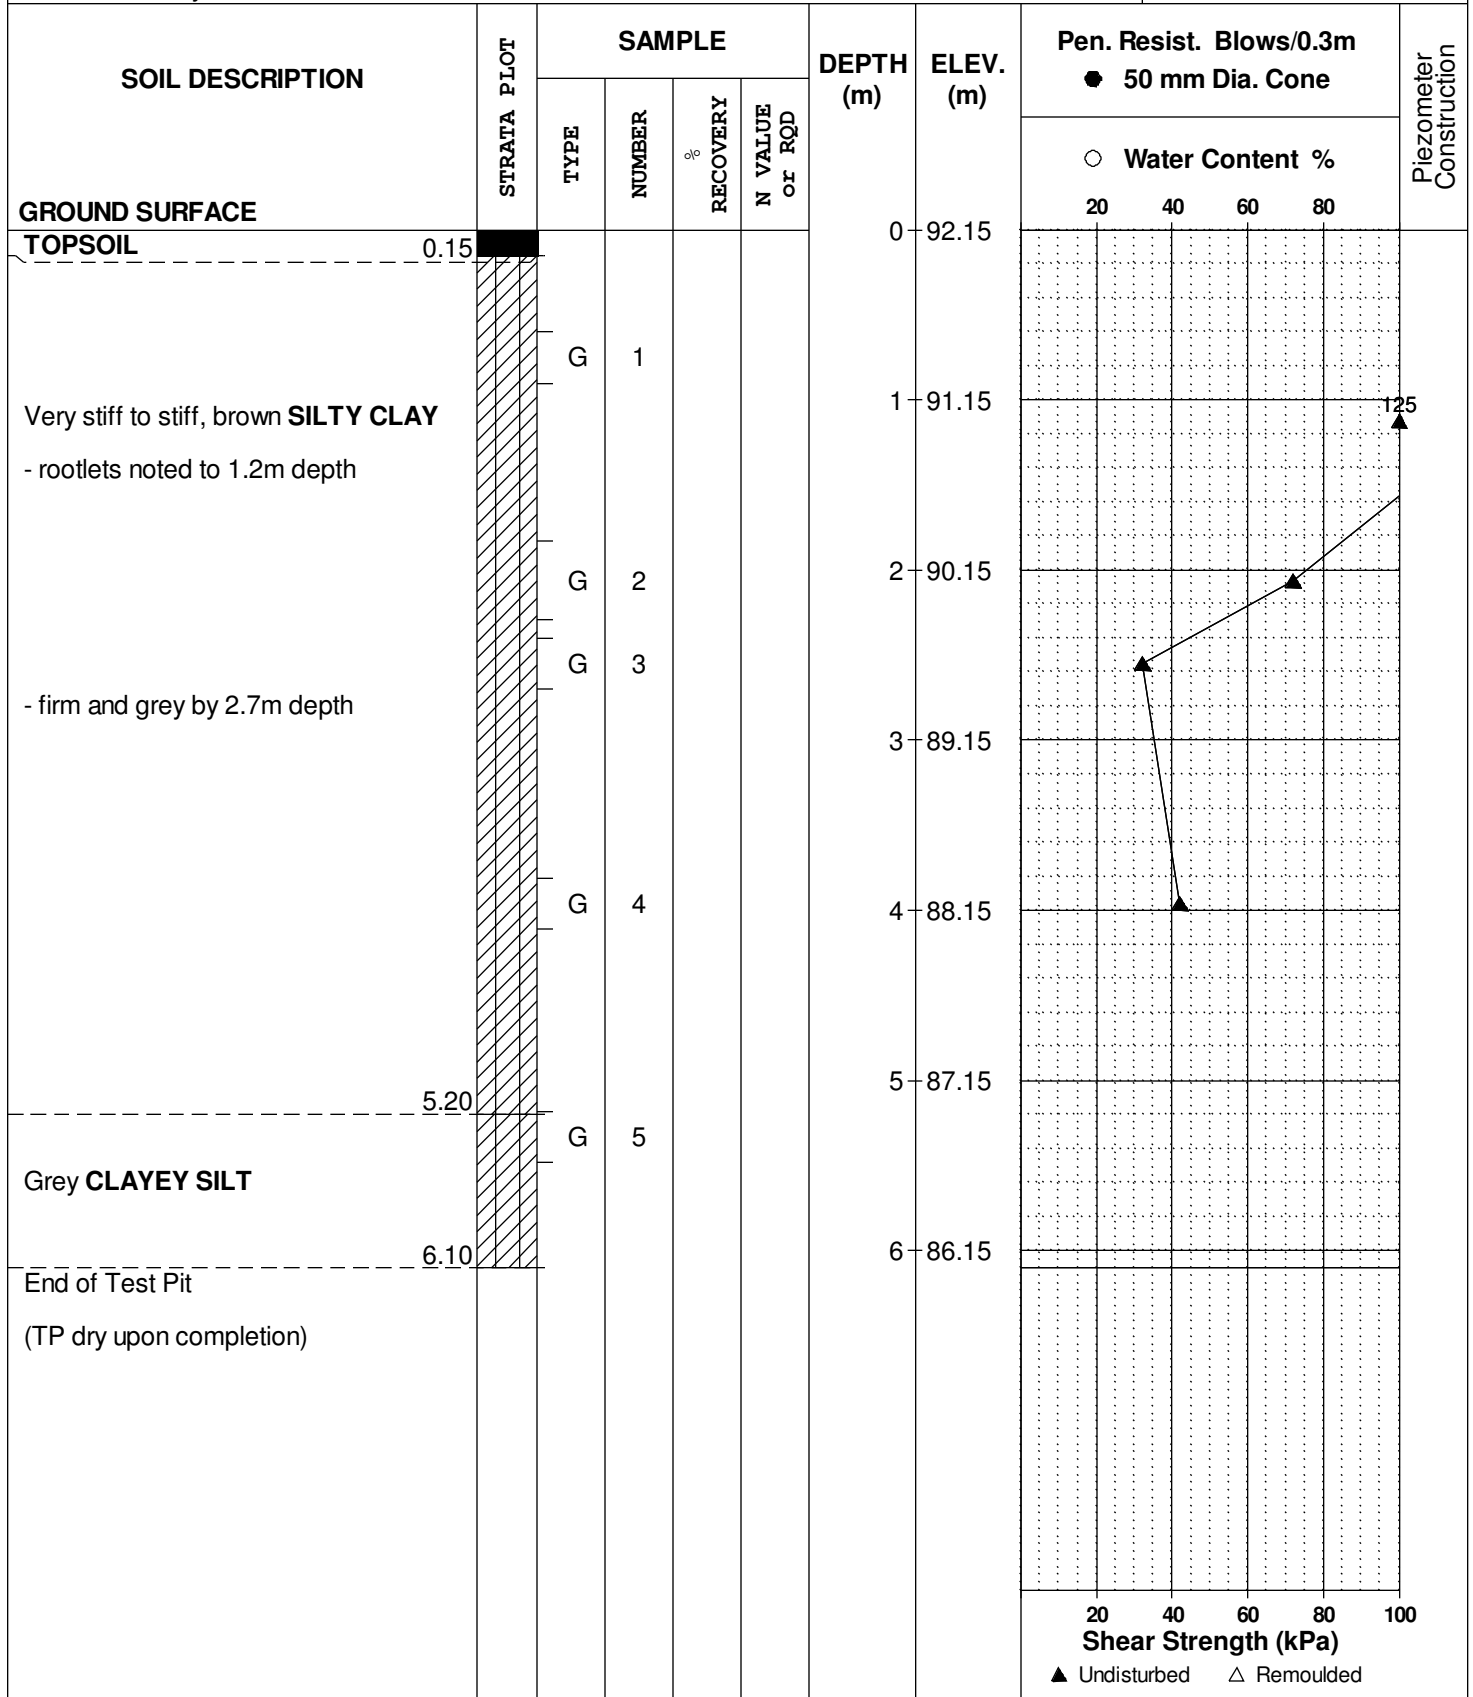 SOIL DESCRIPTION
GROUND SURFACE
STRATA PLOT
SAMPLE
TYPE
NUMBER
%
RECOVERY
N VALUE
or RQD
DEPTH
(m)
ELEV.
(m)
Pen. Resist. Blows/0.3m
● 50 mm Dia. Cone
○ Water Content %
20 40 60 80
Piezometer
Construction
TOPSOIL 0.15
0 92.15
G 1
1 91.15
125
Very stiff to stiff, brown SILTY CLAY
- rootlets noted to 1.2m depth
2 90.15
G 2
G 3
- firm and grey by 2.7m depth
3 89.15
G 4
4 88.15
5 87.15
5.20
G 5
Grey CLAYEY SILT
6.10
6 86.15
End of Test Pit
(TP dry upon completion)
20 40 60 80 100
Shear Strength (kPa)
▲ Undisturbed △ Remoulded